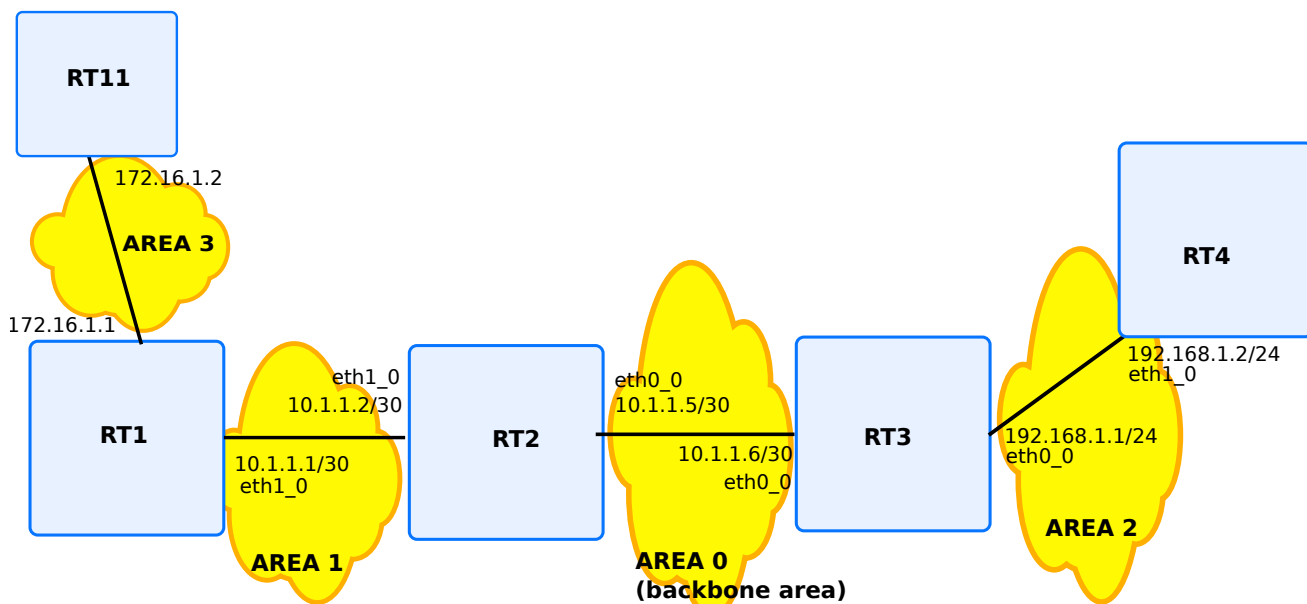 RT11
172.16.1.2
AREA 3
172.16.1.1
RT1
eth1_0
10.1.1.2/30
10.1.1.1/30
eth1_0
AREA 1
RT2
eth0_0
10.1.1.5/30
10.1.1.6/30
eth0_0
AREA 0
(backbone area)
RT3
RT4
192.168.1.2/24
eth1_0
192.168.1.1/24
eth0_0
AREA 2